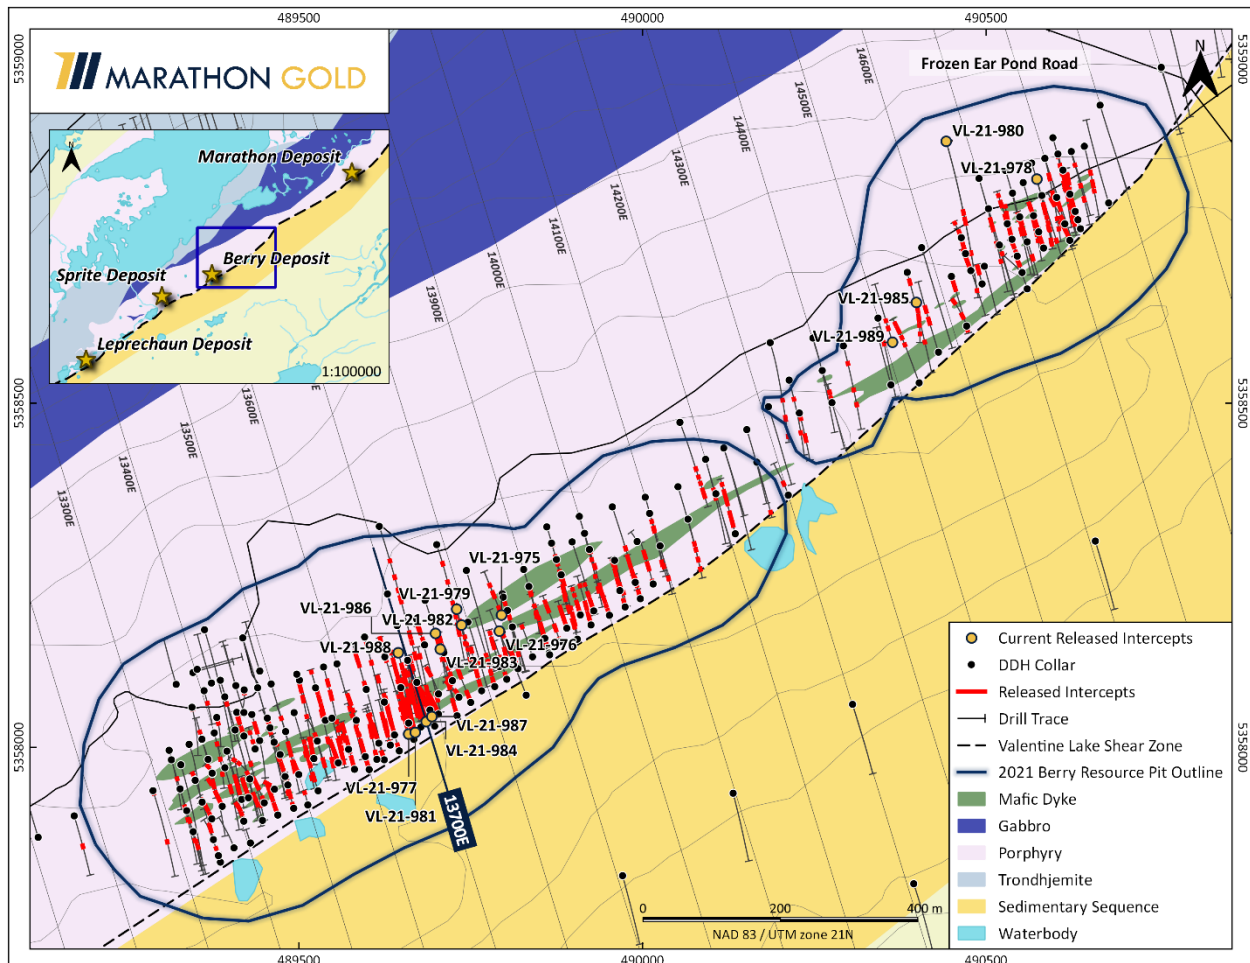 489500
490000
490500
5359000
5359000
MARATHON GOLD
Frozen Ear Pond Road
N
14600E
14500E
14400E
14300E
14200E
14100E
14000E
13900E
13600E
13500E
13400E
13300E
N
Marathon Deposit
Berry Deposit
Sprite Deposit
Leprechaun Deposit
1:100000
VL-21-980
VL-21-978
VL-21-985
VL-21-989
5358500
5358500
VL-21-975
VL-21-979
VL-21-986
VL-21-982
VL-21-988
VL-21-976
VL-21-983
VL-21-987
VL-21-984
VL-21-977
VL-21-981
13700E
5358000
5358000
Current Released Intercepts
DDH Collar
Released Intercepts
Drill Trace
Valentine Lake Shear Zone
2021 Berry Resource Pit Outline
Mafic Dyke
Gabbro
Porphyry
Trondhjemite
Sedimentary Sequence
Waterbody
0 200 400 m
NAD 83 / UTM zone 21N
489500
490000
490500